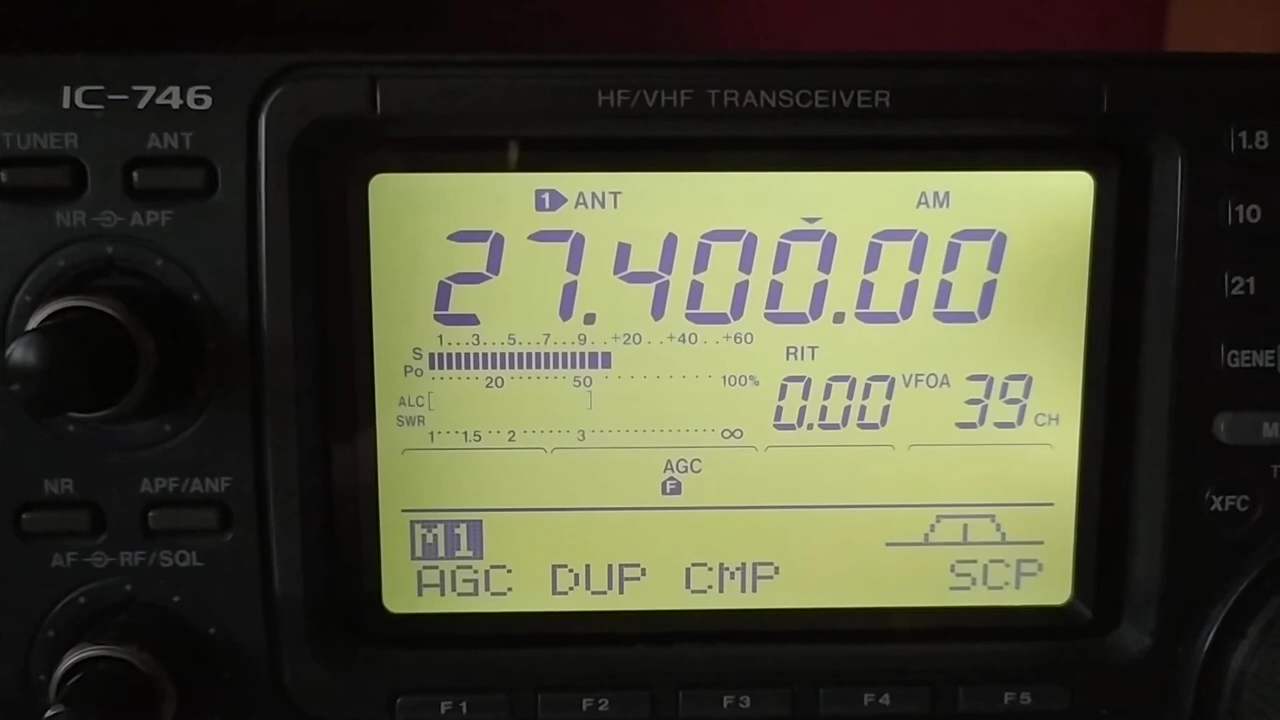 IC-746
HF/VHF TRANSCEIVER
TUNER ANT
1.8
1 ANT AM
NR APF
10
27.400.00
21
1...3...5...7...9..+20..+40..+60
S
RIT
GENE
Po
20 50 100%
0.00 VFOA 39 CH
ALC
SWR
1 1.5 2 3 ∞
M
AGC
F
NR APF/ANF
XFC
M1
AF RF/SQL
AGC DUP CMP SCP
F1 F2 F3 F4 F5